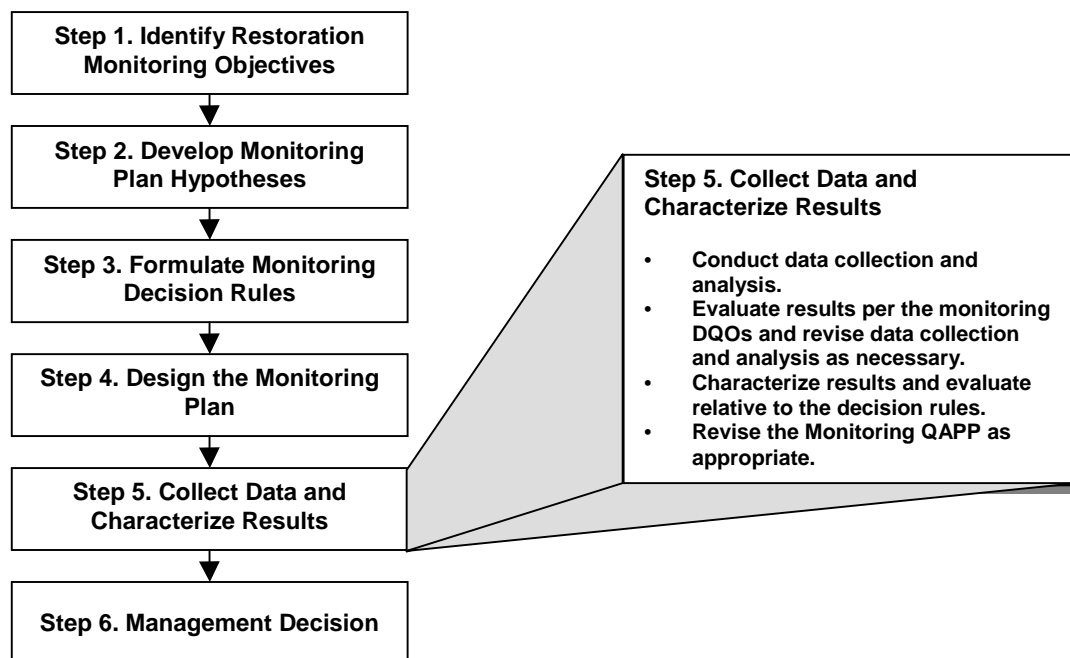 Step 1. Identify Restoration
Monitoring Objectives
Step 2. Develop Monitoring
Plan Hypotheses
Step 3. Formulate Monitoring
Decision Rules
Step 4. Design the Monitoring
Plan
Step 5. Collect Data and
Characterize Results
Step 6. Management Decision
Step 5. Collect Data and
Characterize Results
• Conduct data collection and
analysis.
• Evaluate results per the monitoring
DQOs and revise data collection
and analysis as necessary.
• Characterize results and evaluate
relative to the decision rules.
• Revise the Monitoring QAPP as
appropriate.